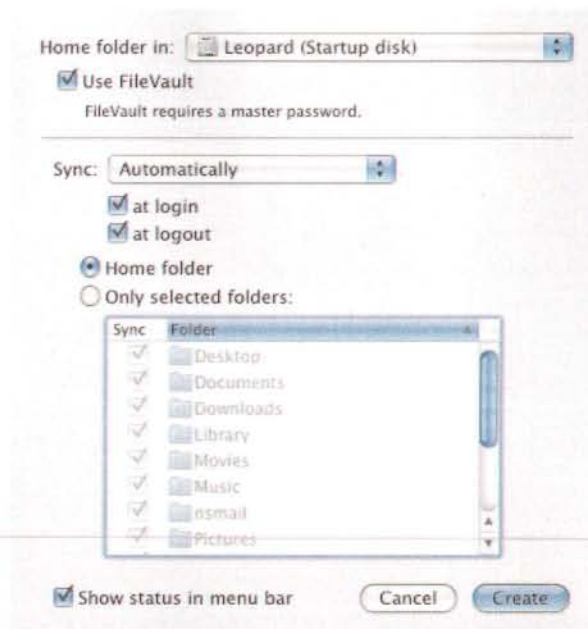 Home folder in: Leopard (Startup disk)
Use FileVault
FileVault requires a master password.
Sync: Automatically
at login
at logout
Home folder
Only selected folders:
Sync Folder
Desktop
Documents
Downloads
Library
Movies
Music
nsmail
Pictures
Show status in menu bar
Cancel Create